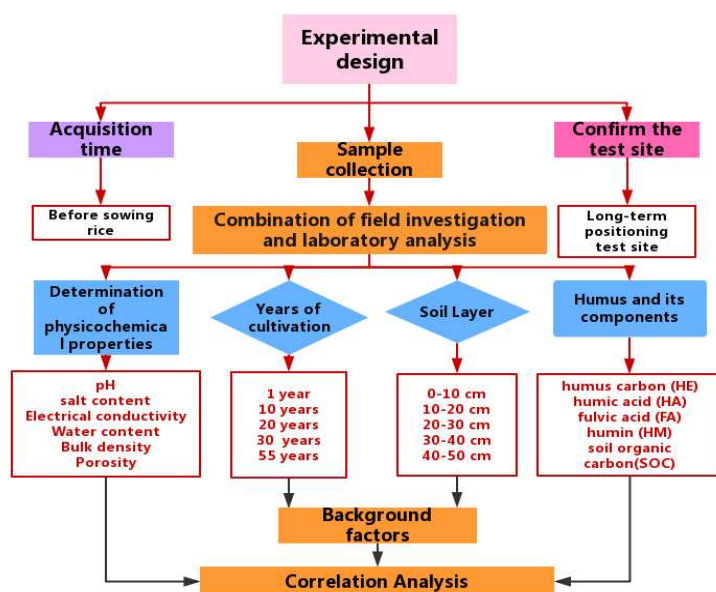 Experimental
design
Acquisition
time
Sample
collection
Confirm the
test site
Before sowing
rice
Combination of field investigation
and laboratory analysis
Long-term
positioning
test site
Determination
of
physicochemica
l properties
Years of
cultivation
Soil Layer
Humus and its
components
pH
salt content
Electrical conductivity
Water content
Bulk density
Porosity
1 year
10 years
20 years
30 years
55 years
0-10 cm
10-20 cm
20-30 cm
30-40 cm
40-50 cm
humus carbon (HE)
humic acid (HA)
fulvic acid (FA)
humin (HM)
soil organic
carbon(SOC)
Background
factors
Correlation Analysis